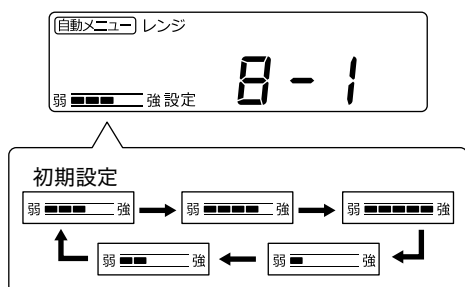 自動メニュー レンジ
8-1
弱 強 設定
初期設定
弱 強
弱 強
弱 強
弱 強
弱 強